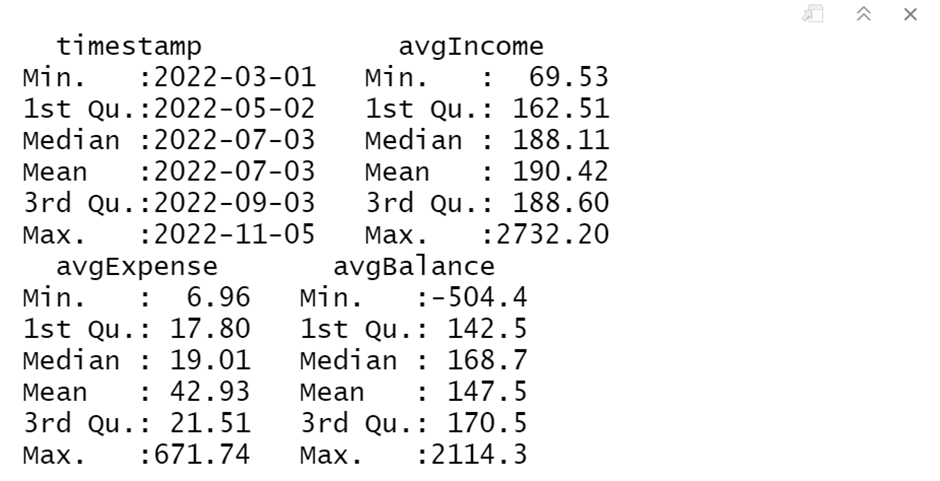 timestamp avgIncome
Min. :2022-03-01 Min. : 69.53
1st Qu.:2022-05-02 1st Qu.: 162.51
Median :2022-07-03 Median : 188.11
Mean :2022-07-03 Mean : 190.42
3rd Qu.:2022-09-03 3rd Qu.: 188.60
Max. :2022-11-05 Max. :2732.20
avgExpense avgBalance
Min. : 6.96 Min. :-504.4
1st Qu.: 17.80 1st Qu.: 142.5
Median : 19.01 Median : 168.7
Mean : 42.93 Mean : 147.5
3rd Qu.: 21.51 3rd Qu.: 170.5
Max. :671.74 Max. :2114.3